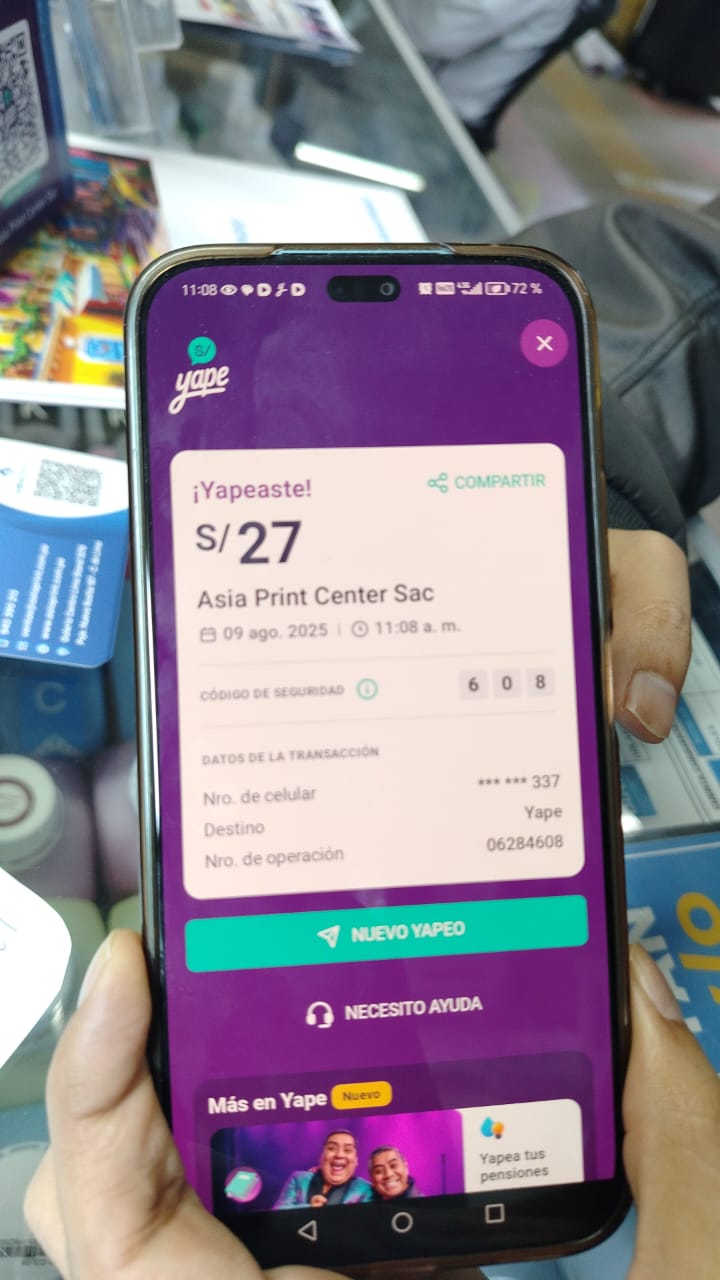 11:08
72 %
S/
yape
¡Yapeaste!
COMPARTIR
S/ 27
Asia Print Center Sac
09 ago. 2025 | 11:08 a. m.
CÓDIGO DE SEGURIDAD
6 0 8
DATOS DE LA TRANSACCIÓN
Nro. de celular
*** *** 337
Destino
Yape
Nro. de operación
06284608
NUEVO YAPEO
NECESITO AYUDA
Más en Yape
Nuevo
Yapea tus
pensiones